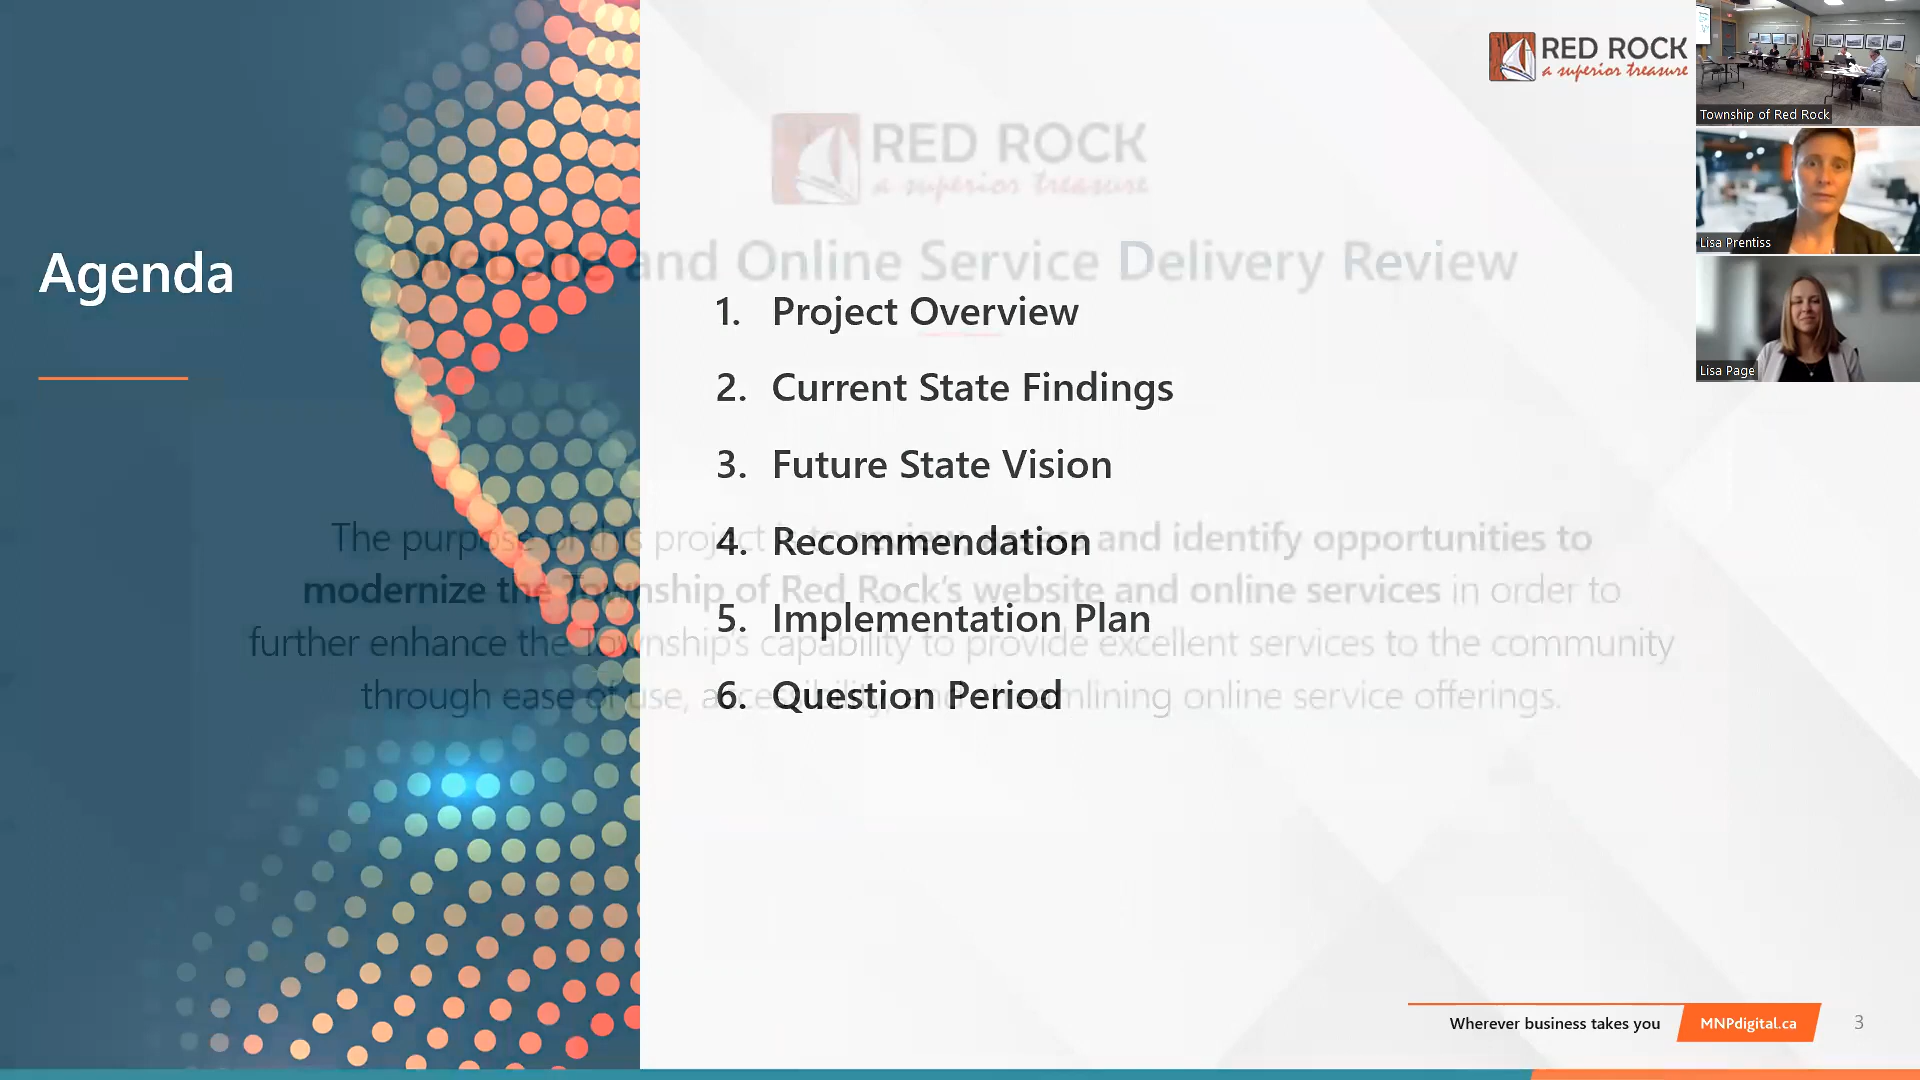 RED ROCK
a superior treasure
Township of Red Rock
Lisa Prentiss
Lisa Page
RED ROCK
a superior treasure
Website and Online Service Delivery Review
Agenda
1. Project Overview
2. Current State Findings
3. Future State Vision
4. Recommendation
5. Implementation Plan
6. Question Period
The purpose of this project is to review, assess and identify opportunities to
modernize the Township of Red Rock's website and online services in order to
further enhance the Township's capability to provide excellent services to the community
through ease of use, accessibility, and streamlining online service offerings.
Wherever business takes you
MNPdigital.ca
3